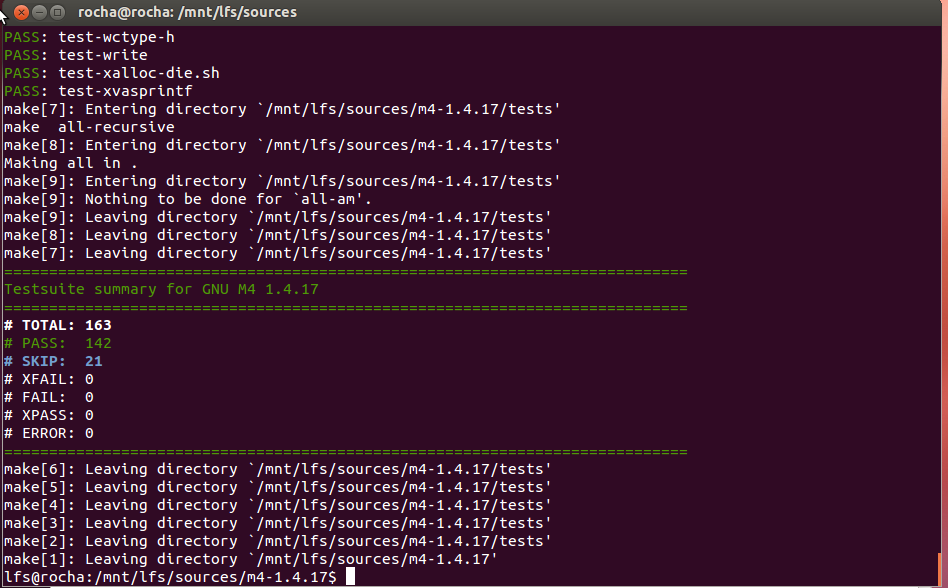 rocha@rocha: /mnt/lfs/sources
PASS: test-wctype-h
PASS: test-write
PASS: test-xalloc-die.sh
PASS: test-xvasprintf
make[7]: Entering directory `/mnt/lfs/sources/m4-1.4.17/tests'
make  all-recursive
make[8]: Entering directory `/mnt/lfs/sources/m4-1.4.17/tests'
Making all in .
make[9]: Entering directory `/mnt/lfs/sources/m4-1.4.17/tests'
make[9]: Nothing to be done for `all-am'.
make[9]: Leaving directory `/mnt/lfs/sources/m4-1.4.17/tests'
make[8]: Leaving directory `/mnt/lfs/sources/m4-1.4.17/tests'
make[7]: Leaving directory `/mnt/lfs/sources/m4-1.4.17/tests'
============================================================================
Testsuite summary for GNU M4 1.4.17
============================================================================
# TOTAL: 163
# PASS:  142
# SKIP:  21
# XFAIL: 0
# FAIL:  0
# XPASS: 0
# ERROR: 0
============================================================================
make[6]: Leaving directory `/mnt/lfs/sources/m4-1.4.17/tests'
make[5]: Leaving directory `/mnt/lfs/sources/m4-1.4.17/tests'
make[4]: Leaving directory `/mnt/lfs/sources/m4-1.4.17/tests'
make[3]: Leaving directory `/mnt/lfs/sources/m4-1.4.17/tests'
make[2]: Leaving directory `/mnt/lfs/sources/m4-1.4.17/tests'
make[1]: Leaving directory `/mnt/lfs/sources/m4-1.4.17'
lfs@rocha:/mnt/lfs/sources/m4-1.4.17$